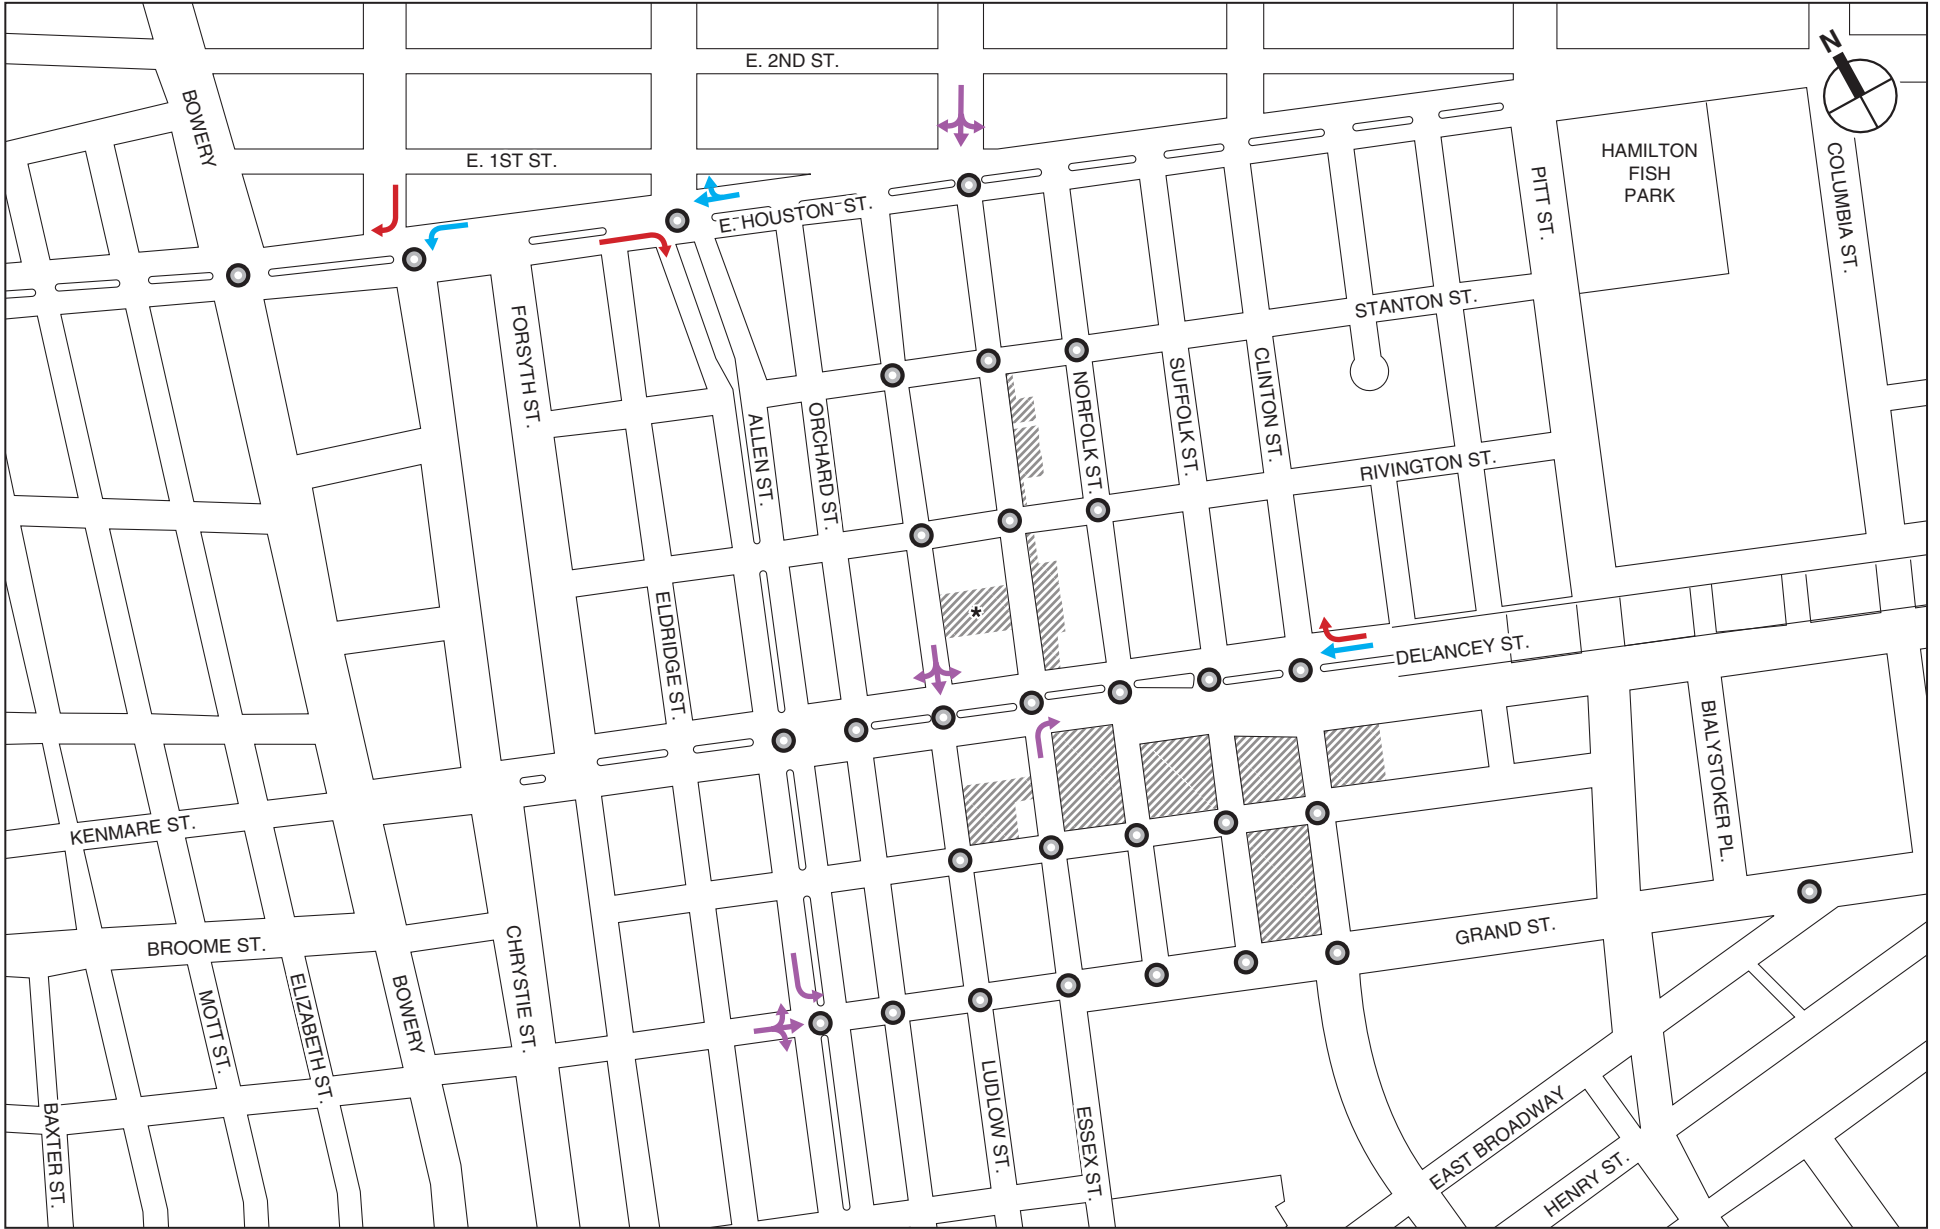 E. 2ND ST.
N
BOWERY
E. 1ST ST.
HAMILTON
FISH
PARK
COLUMBIA ST.
PITT ST.
E. HOUSTON ST.
STANTON ST.
FORSYTH ST.
NORFOLK ST.
SUFFOLK ST.
CLINTON ST.
ALLEN ST.
ORCHARD ST.
RIVINGTON ST.
ELDRIDGE ST.
*
DELANCEY ST.
BIALYSTOKER PL.
KENMARE ST.
BROOME ST.
CHRYSTIE ST.
GRAND ST.
MOTT ST.
ELIZABETH ST.
BOWERY
LUDLOW ST.
ESSEX ST.
BAXTER ST.
EAST BROADWAY
HENRY ST.